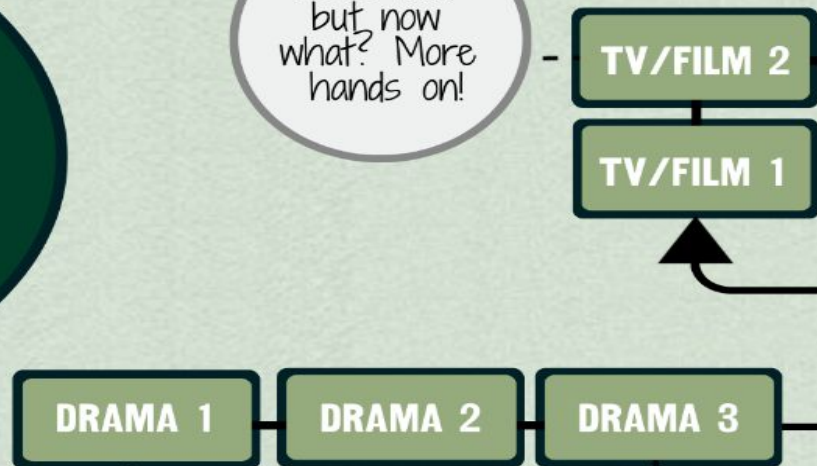 but now
what? More
hands on!
TV/FILM 2
TV/FILM 1
DRAMA 1
DRAMA 2
DRAMA 3